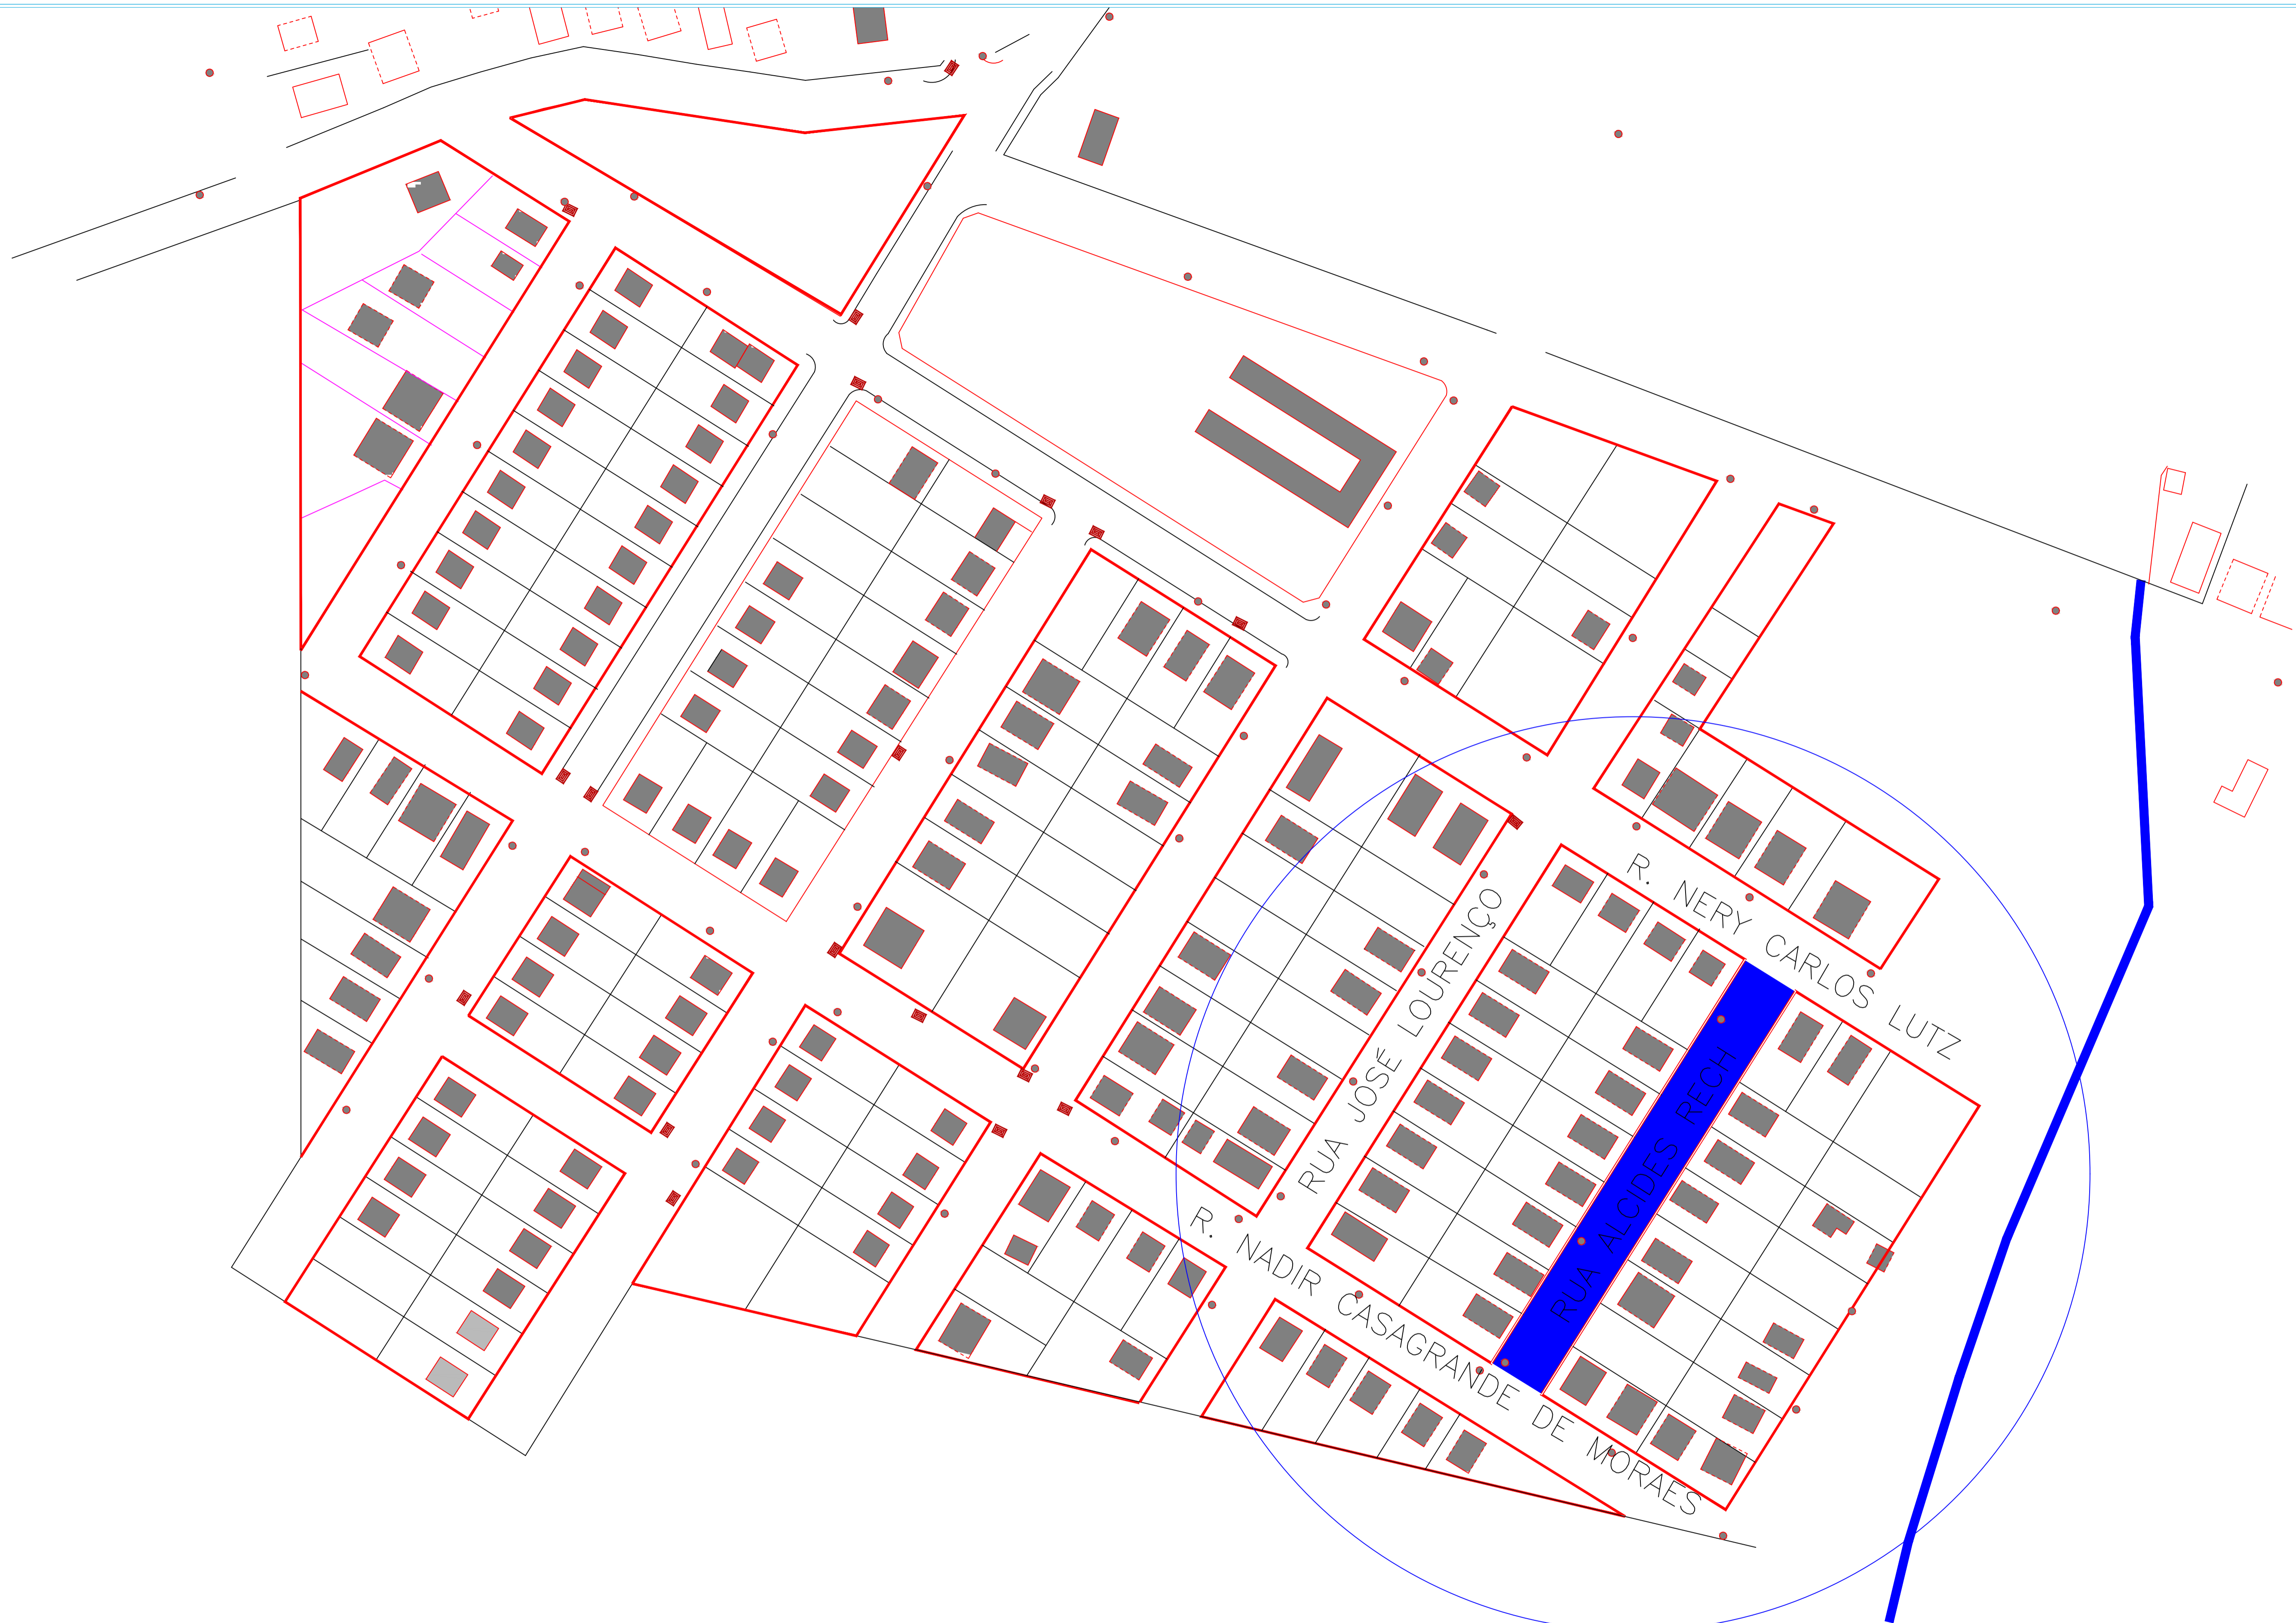 R. NERY CARLOS LUTZ
RUA JOSÉ LOURENÇO
RUA ALCIDES RECH
R. NADIR CASAGRANDE DE MORAES